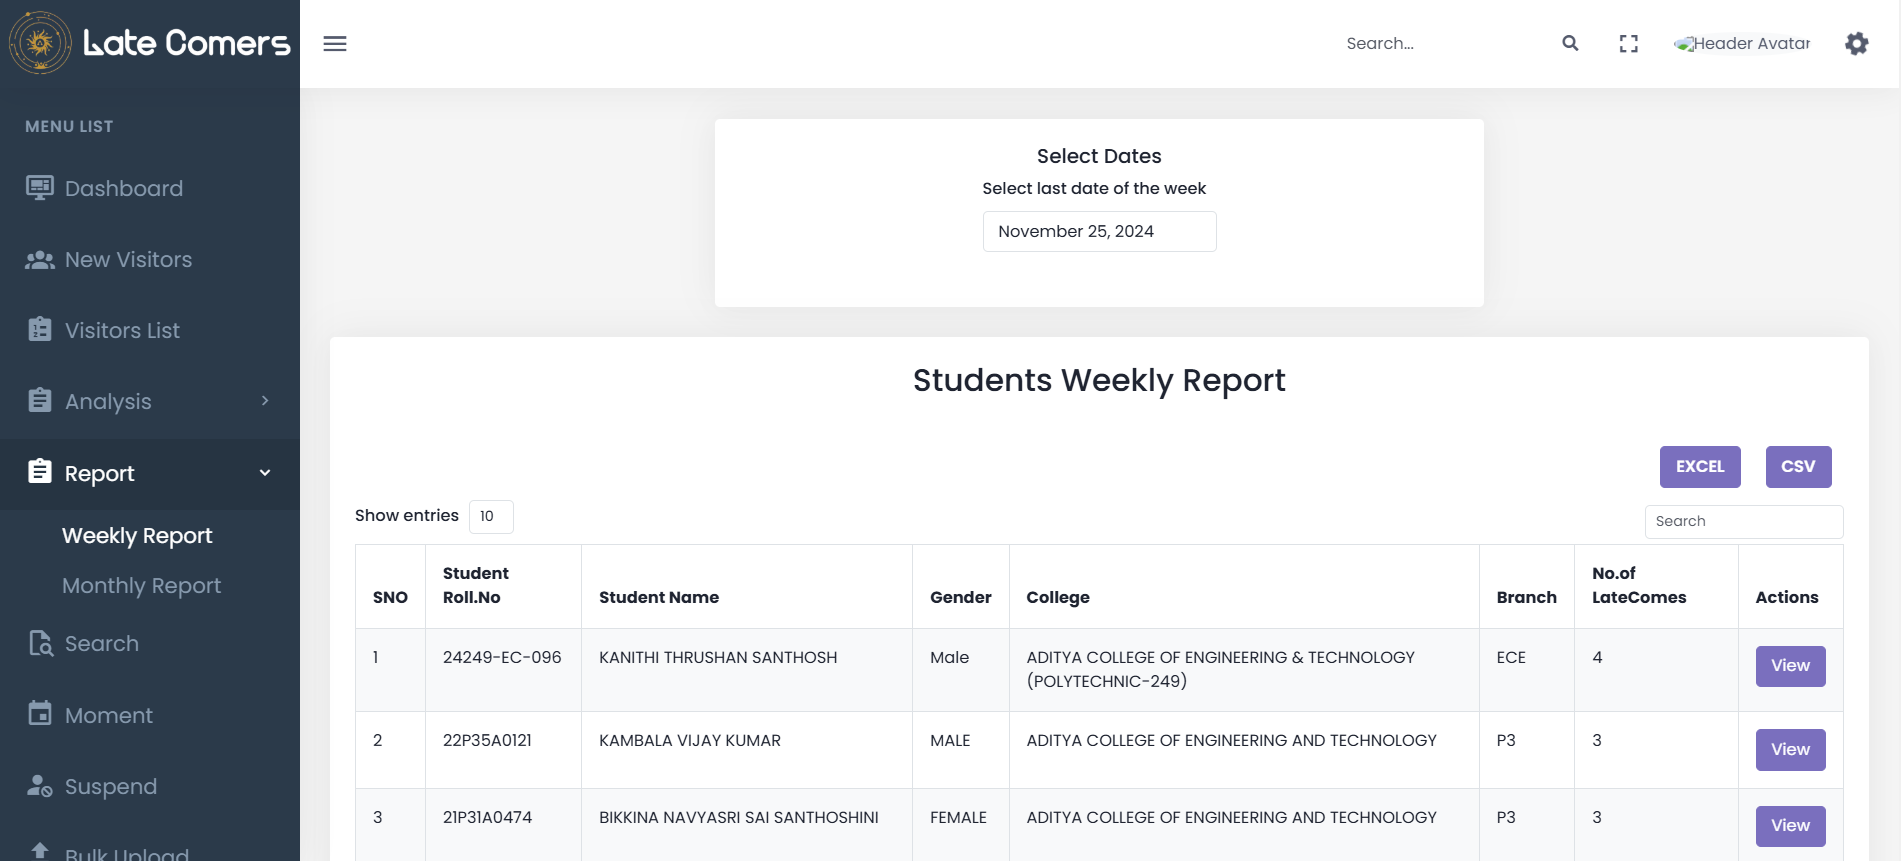 Late Comers
Search...
Header Avatar
MENU LIST
Dashboard
New Visitors
Visitors List
Analysis
Report
Weekly Report
Monthly Report
Search
Moment
Suspend
Bulk Upload
Select Dates
Select last date of the week
November 25, 2024
Students Weekly Report
EXCEL CSV
Show entries 10
Search
SNO Student Roll.No Student Name Gender College Branch No.of LateComes Actions
1 24249-EC-096 KANITHI THRUSHAN SANTHOSH Male ADITYA COLLEGE OF ENGINEERING & TECHNOLOGY (POLYTECHNIC-249) ECE 4 View
2 22P35A0121 KAMBALA VIJAY KUMAR MALE ADITYA COLLEGE OF ENGINEERING AND TECHNOLOGY P3 3 View
3 21P31A0474 BIKKINA NAVYASRI SAI SANTHOSHINI FEMALE ADITYA COLLEGE OF ENGINEERING AND TECHNOLOGY P3 3 View